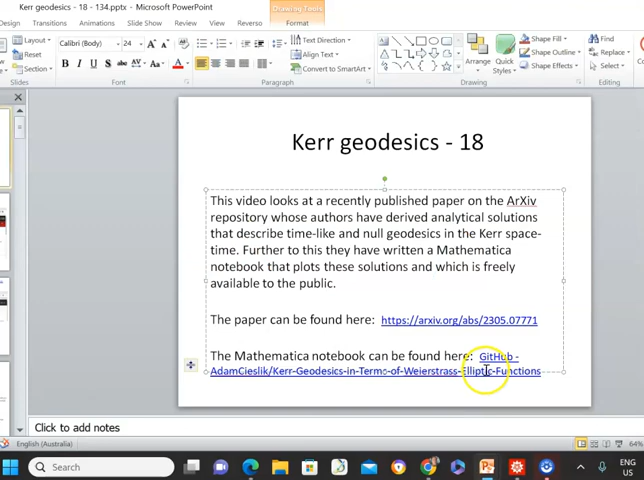 Kerr geodesics - 18 - 134.pptx - Microsoft PowerPoint
Drawing Tools
Design Transitions Animations Slide Show Review View Reverso Format
Layout
Reset
Section
Calibri (Body) 24
Text Direction
Align Text
Convert to SmartArt
Arrange
Quick
Styles
Shape Fill
Shape Outline
Shape Effects
Find
Replace
Select
Slides Font Paragraph Drawing Editing
Kerr geodesics - 18
This video looks at a recently published paper on the ArXiv
repository whose authors have derived analytical solutions
that describe time-like and null geodesics in the Kerr space-
time. Further to this they have written a Mathematica
notebook that plots these solutions and which is freely
available to the public.
The paper can be found here: https://arxiv.org/abs/2305.07771
The Mathematica notebook can be found here: GitHub -
AdamCieslik/Kerr-Geodesics-in-Terms-of-Weierstrass-Elliptic-Functions
Click to add notes
English (Australia)
64%
Search
ENG
US